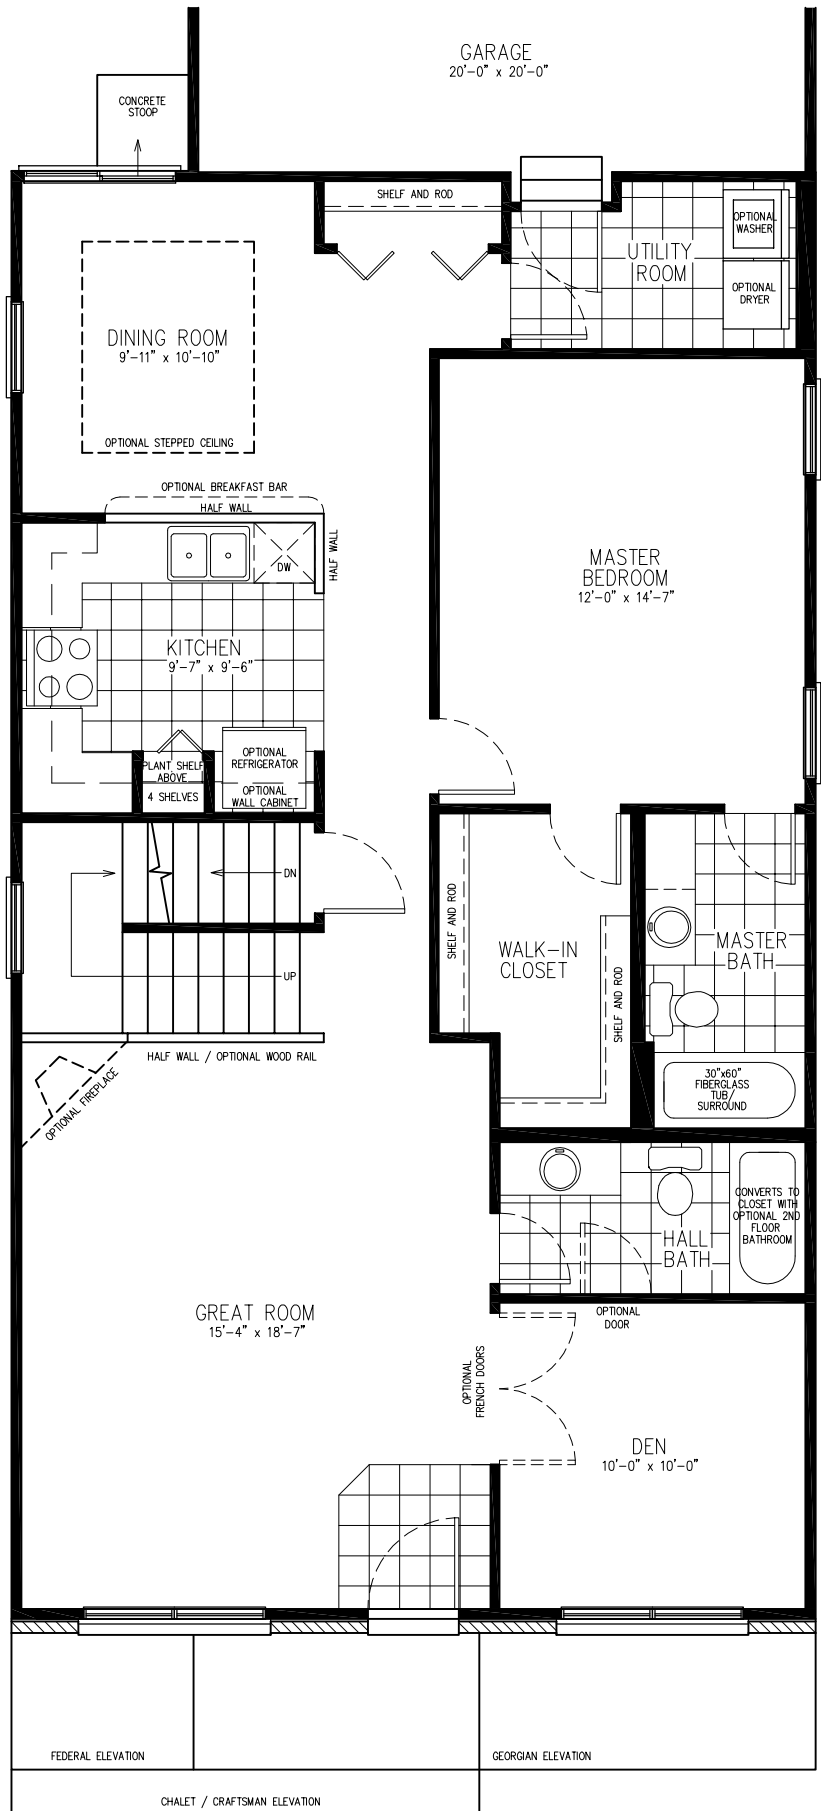 GARAGE
20'-0" x 20'-0"
CONCRETE
STOOP
SHELF AND ROD
OPTIONAL
WASHER
UTILITY
ROOM
OPTIONAL
DRYER
DINING ROOM
9'-11" x 10'-10"
OPTIONAL STEPPED CEILING
OPTIONAL BREAKFAST BAR
HALF WALL
HALF WALL
DW
MASTER
BEDROOM
12'-0" x 14'-7"
KITCHEN
9'-7" x 9'-6"
PLANT SHELF
ABOVE
4 SHELVES
OPTIONAL
REFRIGERATOR
OPTIONAL
WALL CABINET
DN
UP
SHELF AND ROD
WALK-IN
CLOSET
SHELF AND ROD
MASTER
BATH
HALF WALL / OPTIONAL WOOD RAIL
OPTIONAL FIREPLACE
30"x60"
FIBERGLASS
TUB/
SURROUND
CONVERTS TO
CLOSET WITH
OPTIONAL 2ND
FLOOR
BATHROOM
HALL
BATH
GREAT ROOM
15'-4" x 18'-7"
OPTIONAL
DOOR
OPTIONAL
FRENCH DOORS
DEN
10'-0" x 10'-0"
FEDERAL ELEVATION
GEORGIAN ELEVATION
CHALET / CRAFTSMAN ELEVATION